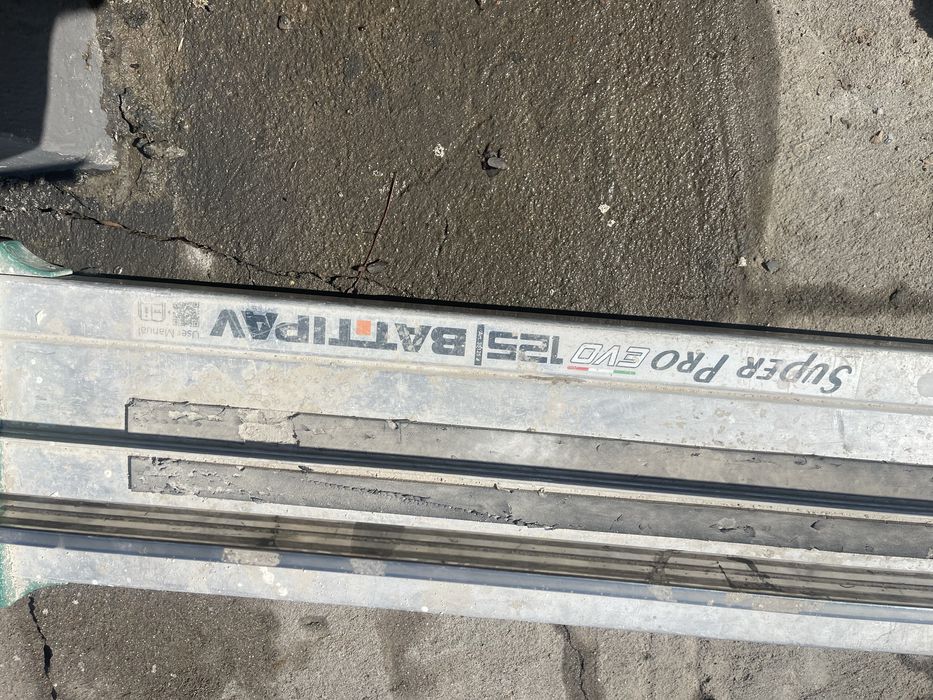 SUPER PRO EVO 125 BATTIPAV
User Manual